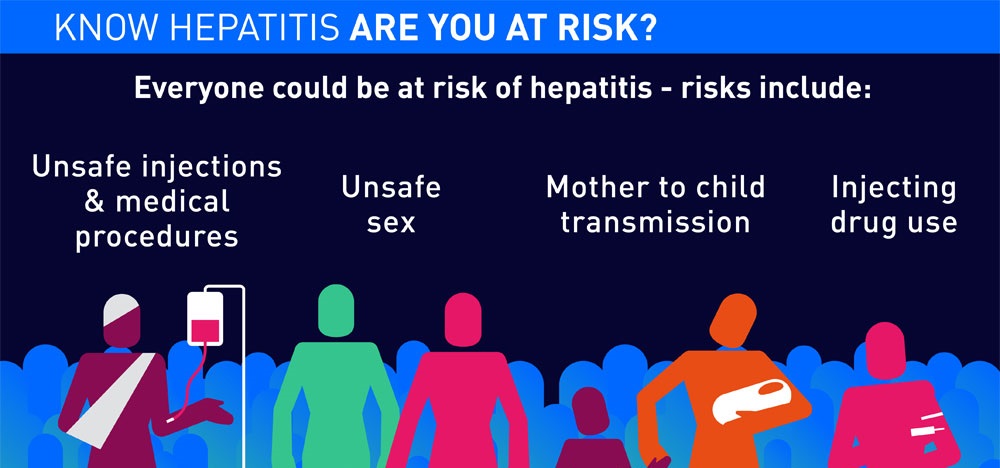 KNOW HEPATITIS ARE YOU AT RISK?
Everyone could be at risk of hepatitis - risks include:
Unsafe injections
& medical
procedures
Unsafe
sex
Mother to child
transmission
Injecting
drug use